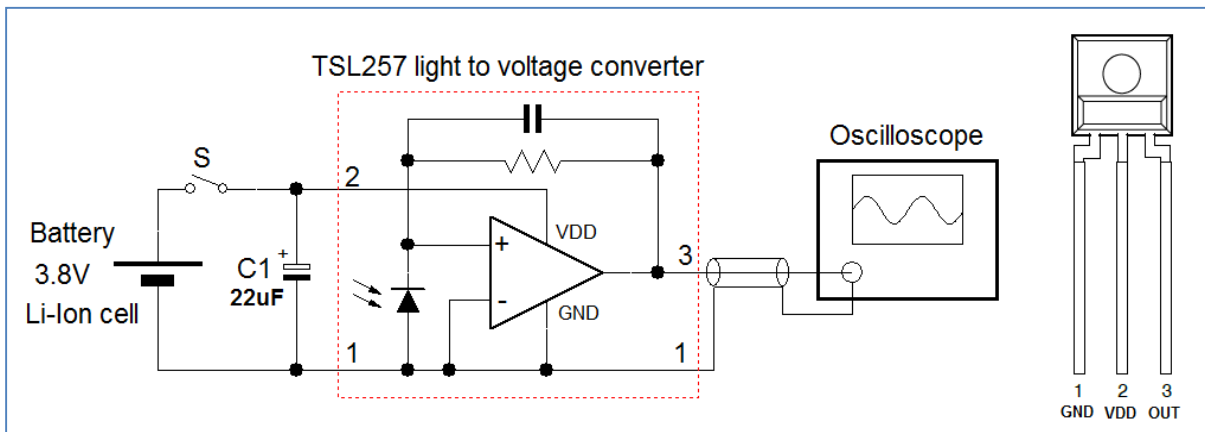 TSL257 light to voltage converter
Oscilloscope
S
2
Battery
3.8V
Li-Ion cell
+
C1
22uF
+
-
VDD
GND
3
1
1
1 2 3
GND VDD OUT